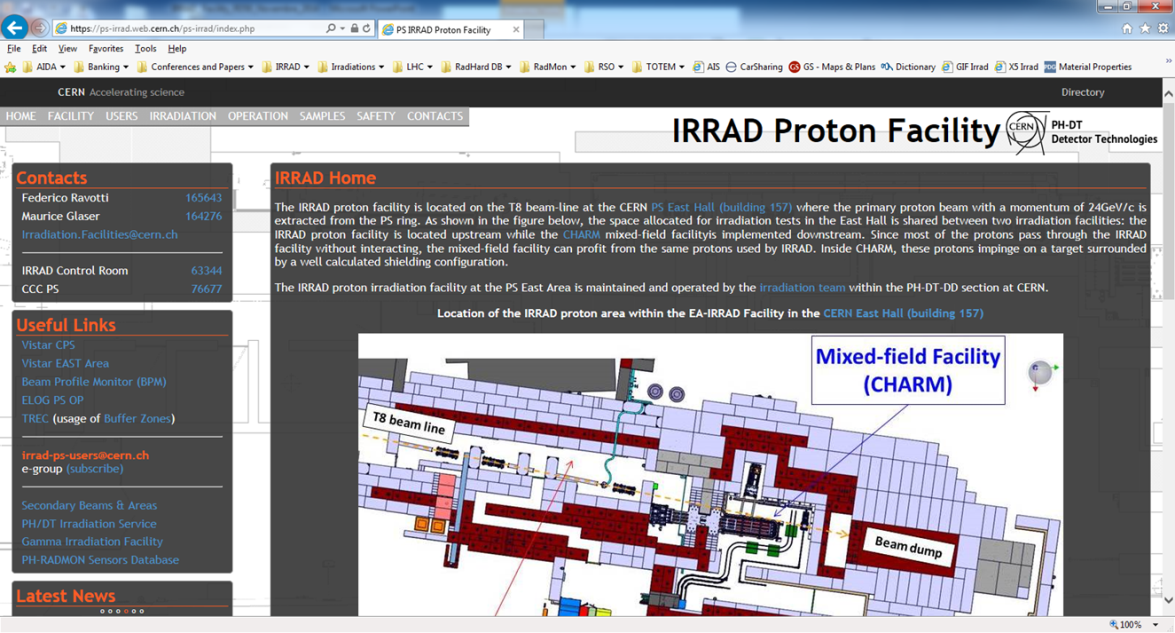 https://ps-irrad.web.cern.ch/ps-irrad/index.php
PS IRRAD Proton Facility
File Edit View Favorites Tools Help
AIDA Banking Conferences and Papers IRRAD Irradiations LHC RadHard DB RadMon RSO TOTEM AIS CarSharing GS - Maps & Plans Dictionary GIF Irrad X5 Irrad PDG Material Properties
CERN Accelerating science
Directory
HOME FACILITY USERS IRRADIATION OPERATION SAMPLES SAFETY CONTACTS
IRRAD Proton Facility
CERN
PH-DT
Detector Technologies
Contacts
Federico Ravotti 165643
Maurice Glaser 164276
Irradiation.Facilities@cern.ch
IRRAD Control Room 63344
CCC PS 76677
Useful Links
Vistar CPS
Vistar EAST Area
Beam Profile Monitor (BPM)
ELOG PS OP
TREC (usage of Buffer Zones)
irrad-ps-users@cern.ch
e-group (subscribe)
Secondary Beams & Areas
PH/DT Irradiation Service
Gamma Irradiation Facility
PH-RADMON Sensors Database
Latest News
IRRAD Home
The IRRAD proton facility is located on the T8 beam-line at the CERN PS East Hall (building 157) where the primary proton beam with a momentum of 24GeV/c is
extracted from the PS ring. As shown in the figure below, the space allocated for irradiation tests in the East Hall is shared between two irradiation facilities: the
IRRAD proton facility is located upstream while the CHARM mixed-field facilityis implemented downstream. Since most of the protons pass through the IRRAD
facility without interacting, the mixed-field facility can profit from the same protons used by IRRAD. Inside CHARM, these protons impinge on a target surrounded
by a well calculated shielding configuration.
The IRRAD proton irradiation facility at the PS East Area is maintained and operated by the irradiation team within the PH-DT-DD section at CERN.
Location of the IRRAD proton area within the EA-IRRAD Facility in the CERN East Hall (building 157)
Mixed-field Facility
(CHARM)
T8 beam line
Beam dump
100%